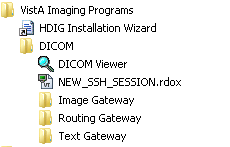 VistA Imaging Programs
HDIG Installation Wizard
DICOM
DICOM Viewer
NEW_SSH_SESSION.rdox
Image Gateway
Routing Gateway
Text Gateway